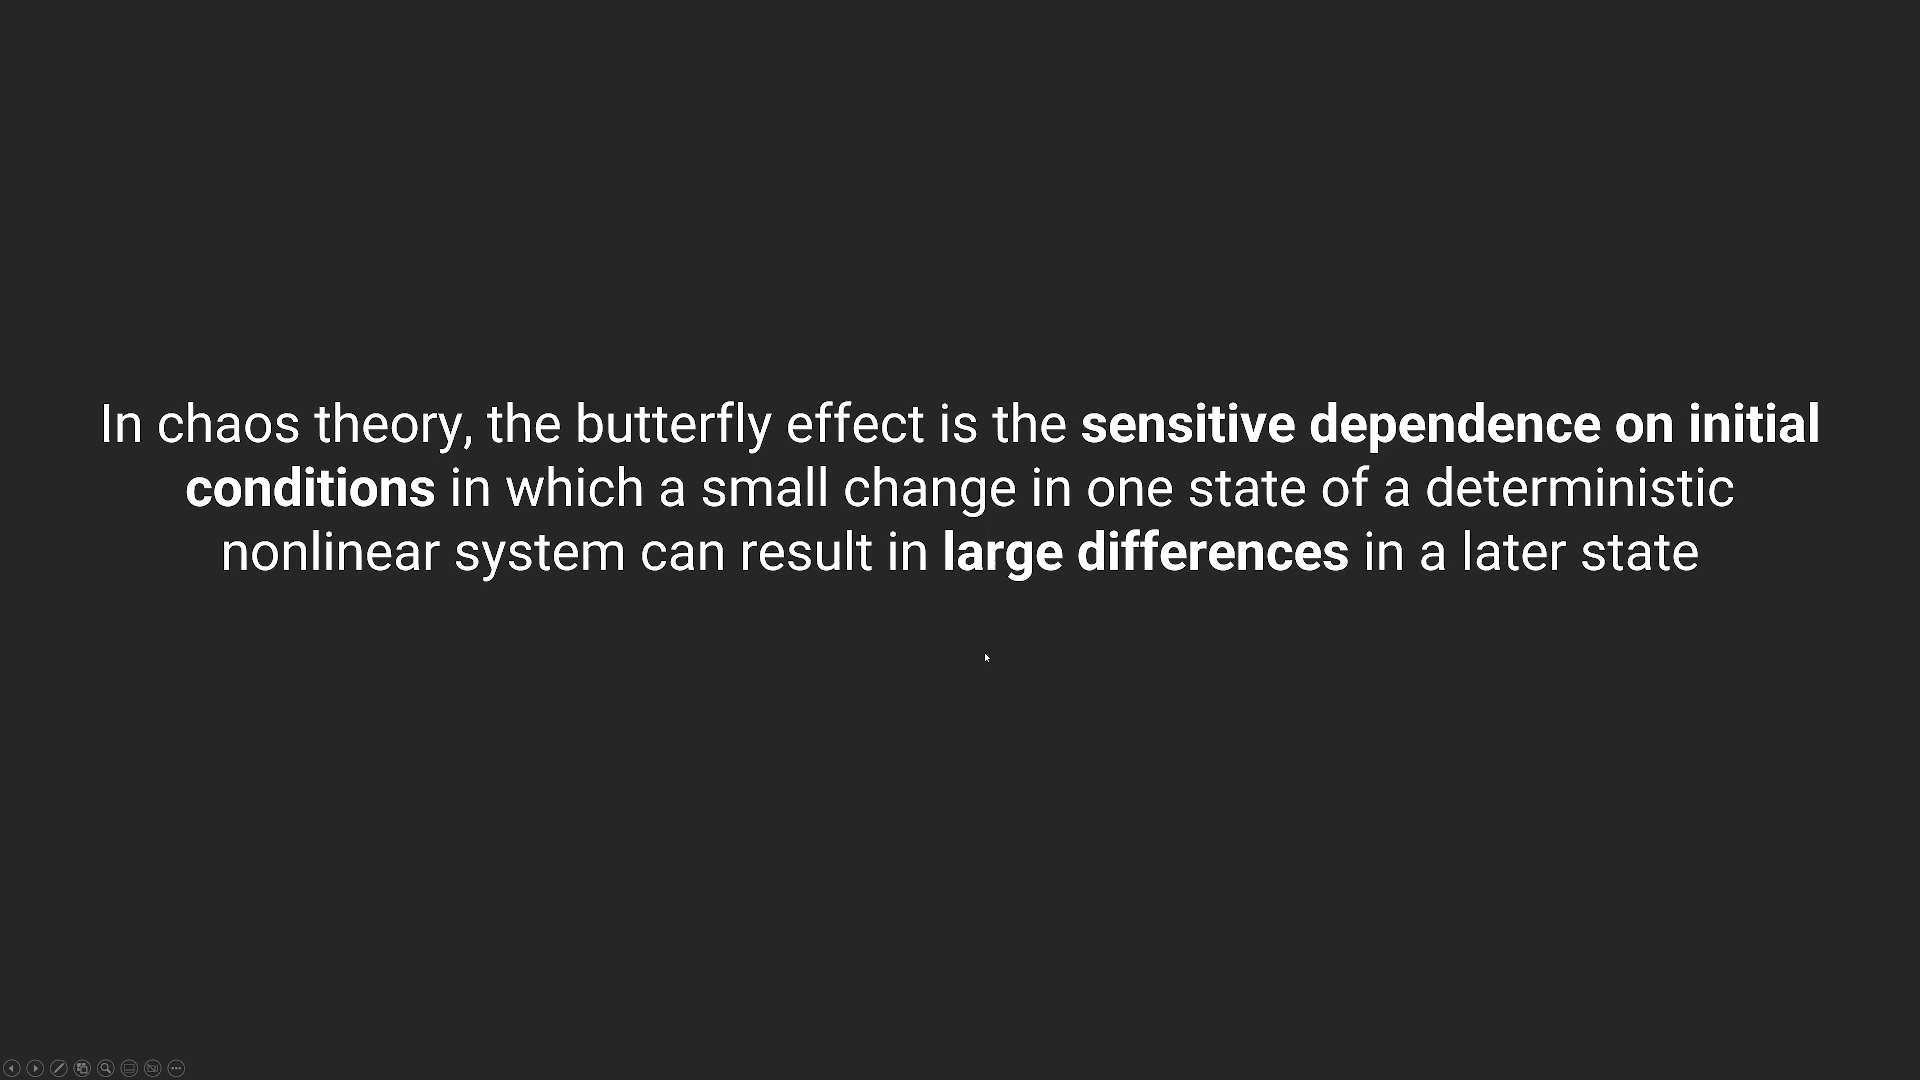 In chaos theory, the butterfly effect is the sensitive dependence on initial
conditions in which a small change in one state of a deterministic
nonlinear system can result in large differences in a later state